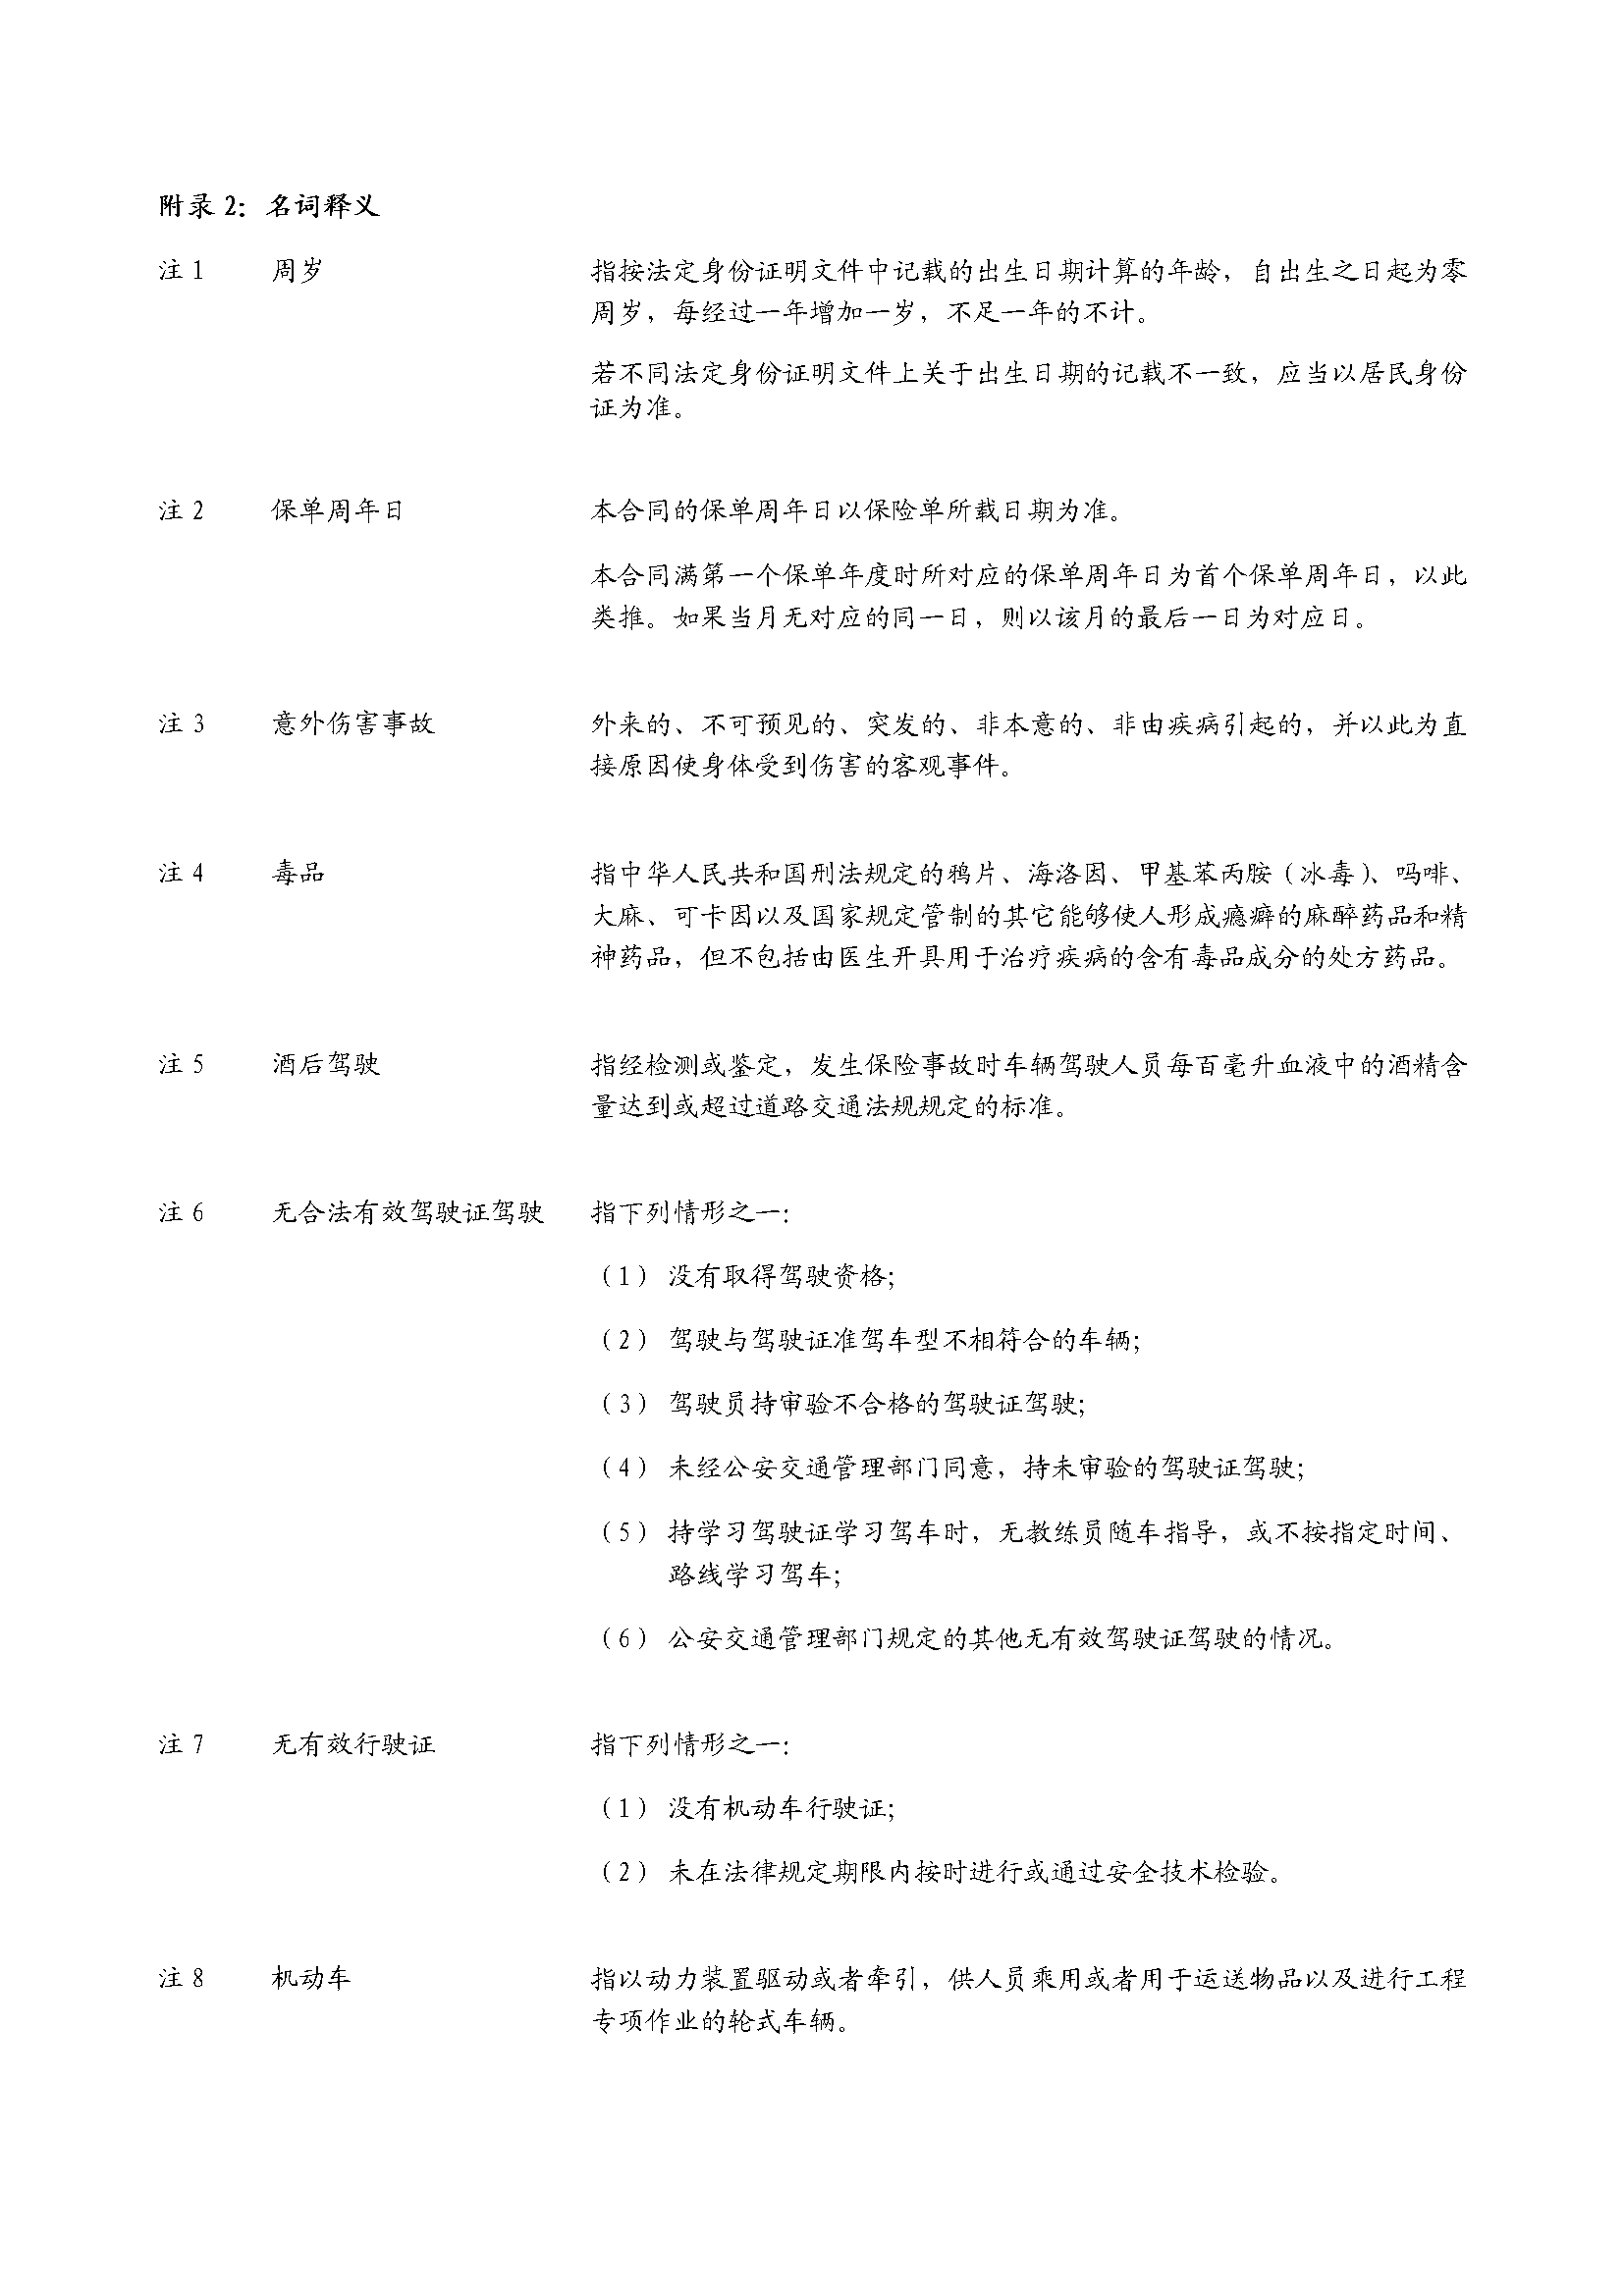 附录 2：名词释义
注 1 周岁 指按法定身份证明文件中记载的出生日期计算的年龄，自出生之日起为零
周岁，每经过一年增加一岁，不足一年的不计。
若不同法定身份证明文件上关于出生日期的记载不一致，应当以居民身份
证为准。
注 2 保单周年日 本合同的保单周年日以保险单所载日期为准。
本合同满第一个保单年度时所对应的保单周年日为首个保单周年日，以此
类推。如果当月无对应的同一日，则以该月的最后一日为对应日。
注 3 意外伤害事故 外来的、不可预见的、突发的、非本意的、非由疾病引起的，并以此为直
接原因使身体受到伤害的客观事件。
注 4 毒品 指中华人民共和国刑法规定的鸦片、海洛因、甲基苯丙胺（冰毒）、吗啡、
大麻、可卡因以及国家规定管制的其它能够使人形成瘾癖的麻醉药品和精
神药品，但不包括由医生开具用于治疗疾病的含有毒品成分的处方药品。
注 5 酒后驾驶 指经检测或鉴定，发生保险事故时车辆驾驶人员每百毫升血液中的酒精含
量达到或超过道路交通法规规定的标准。
注 6 无合法有效驾驶证驾驶 指下列情形之一：
（1） 没有取得驾驶资格；
（2） 驾驶与驾驶证准驾车型不相符合的车辆；
（3） 驾驶员持审验不合格的驾驶证驾驶；
（4） 未经公安交通管理部门同意，持未审验的驾驶证驾驶；
（5） 持学习驾驶证学习驾车时，无教练员随车指导，或不按指定时间、
路线学习驾车；
（6） 公安交通管理部门规定的其他无有效驾驶证驾驶的情况。
注 7 无有效行驶证 指下列情形之一：
（1） 没有机动车行驶证；
（2） 未在法律规定期限内按时进行或通过安全技术检验。
注 8 机动车 指以动力装置驱动或者牵引，供人员乘用或者用于运送物品以及进行工程
专项作业的轮式车辆。